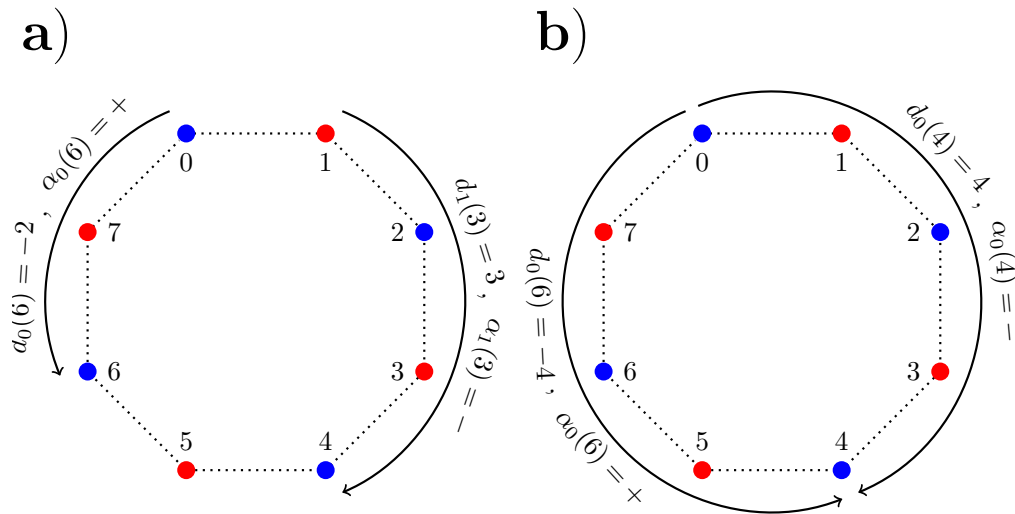 a)
b)
d₀(6) = −2 , α₀(6) = +
d₁(3) = 3 , α₁(3) = −
0
1
2
3
4
5
6
7
d₀(6) = −4 , α₀(6) = +
d₀(4) = 4 , α₀(4) = −
0
1
2
3
4
5
6
7